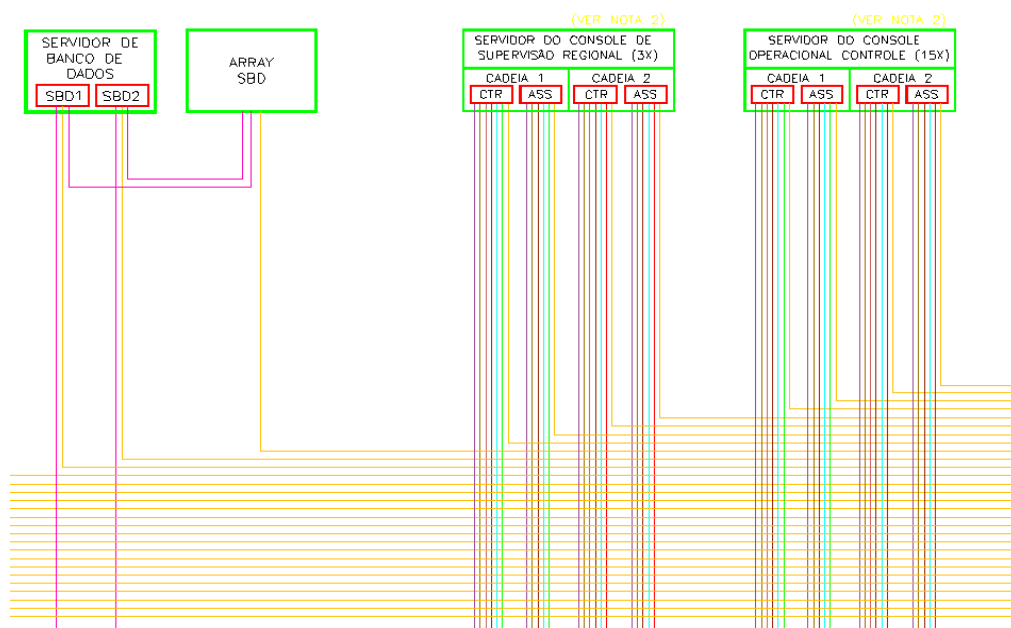 SERVIDOR DE
BANCO DE
DADOS
SBD1 SBD2
ARRAY
SBD
(VER NOTA 2)
SERVIDOR DO CONSOLE DE
SUPERVISÃO REGIONAL (3X)
CADEIA 1 CADEIA 2
CTR ASS CTR ASS
(VER NOTA 2)
SERVIDOR DO CONSOLE
OPERACIONAL CONTROLE (15X)
CADEIA 1 CADEIA 2
CTR ASS CTR ASS